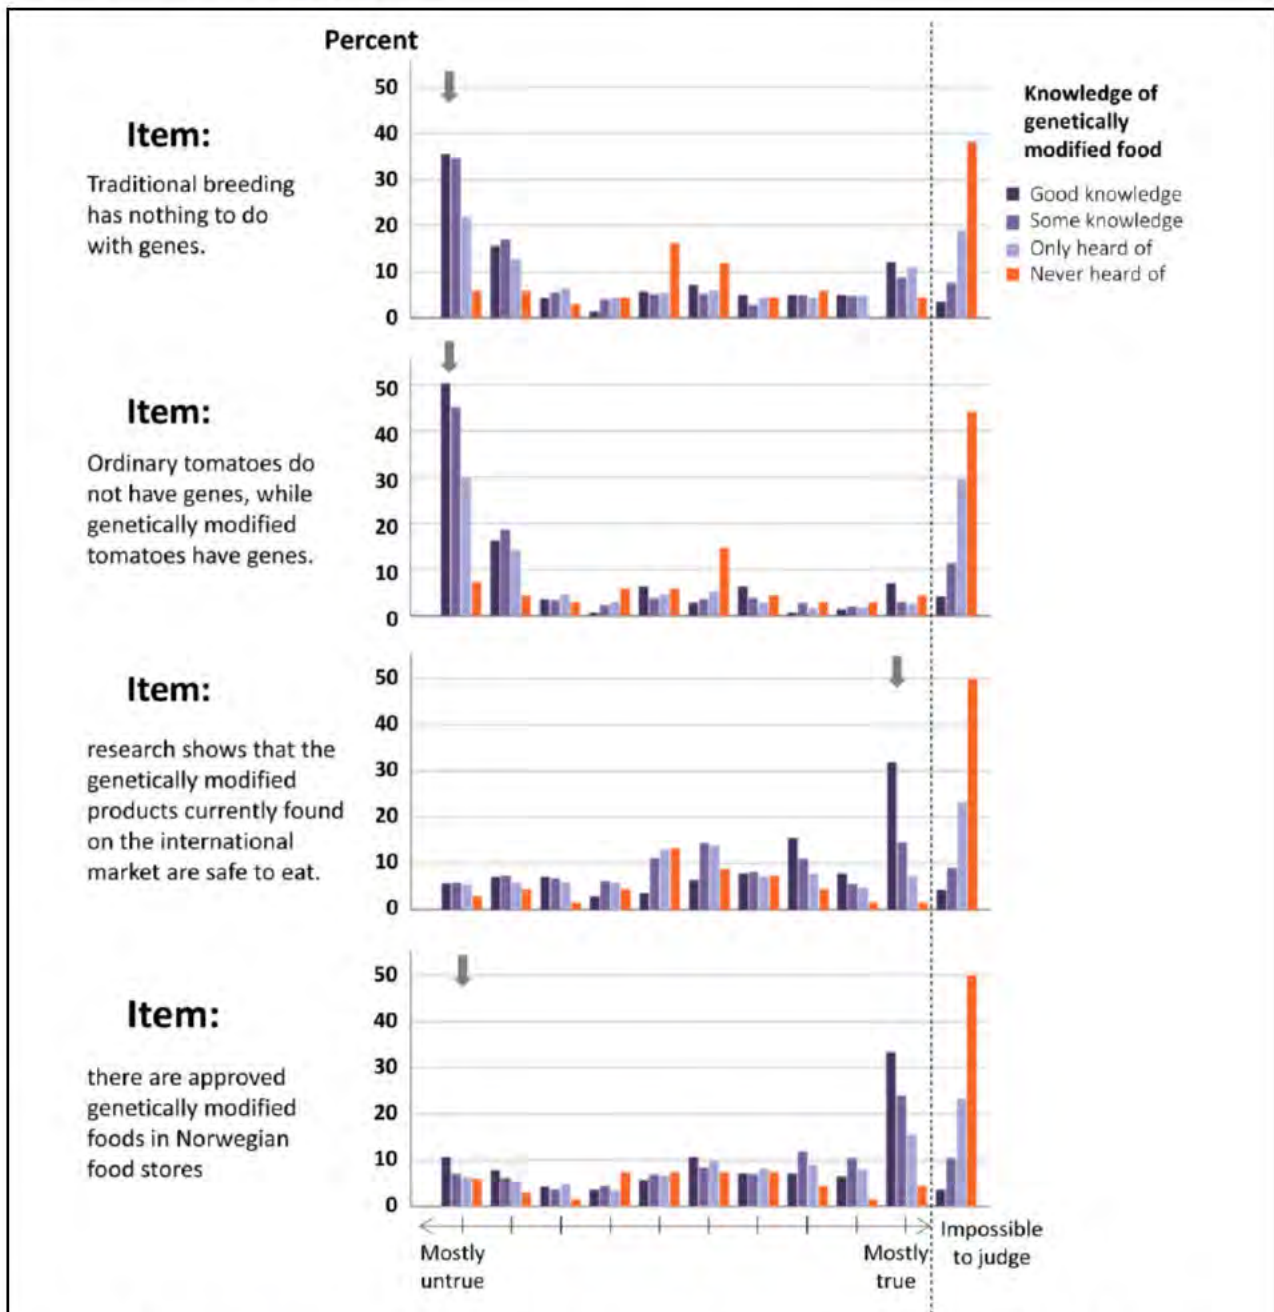 Percent
50
40
30
20
10
0
Item:
Traditional breeding
has nothing to do
with genes.
Knowledge of
genetically
modified food
Good knowledge
Some knowledge
Only heard of
Never heard of
50
40
30
20
10
0
Item:
Ordinary tomatoes do
not have genes, while
genetically modified
tomatoes have genes.
50
40
30
20
10
0
Item:
research shows that the
genetically modified
products currently found
on the international
market are safe to eat.
50
40
30
20
10
0
Item:
there are approved
genetically modified
foods in Norwegian
food stores
Mostly
untrue
Mostly
true
Impossible
to judge